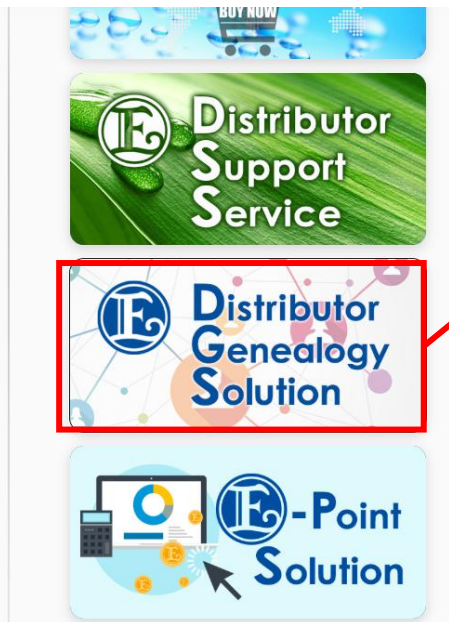 BUY NOW
E Distributor
Support
Service
E Distributor
Genealogy
Solution
E-Point
Solution